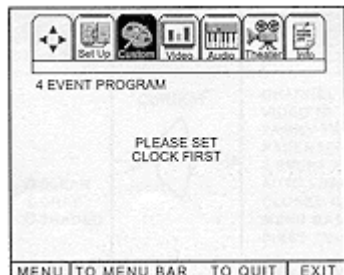 Set Up Custom Video Audio Theater Info
4 EVENT PROGRAM
PLEASE SET
CLOCK FIRST
MENU TO MENU BAR TO QUIT EXIT